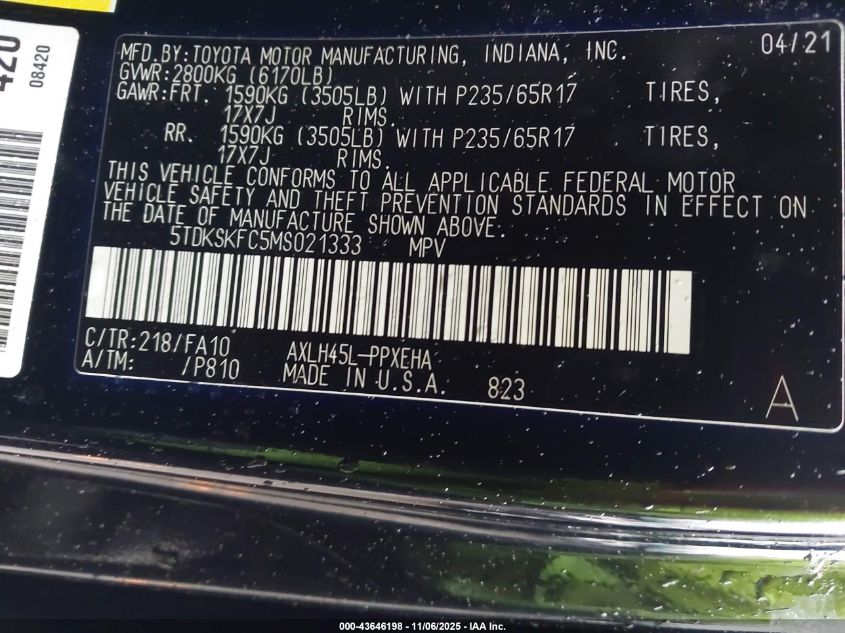 420
08420
MFD.BY:TOYOTA MOTOR MANUFACTURING, INDIANA, INC. 04/21
GVWR:2800KG (6170LB)
GAWR:FRT. 1590KG (3505LB) WITH P235/65R17 TIRES,
17X7J RIMS.
RR. 1590KG (3505LB) WITH P235/65R17 TIRES,
17X7J RIMS.
THIS VEHICLE CONFORMS TO ALL APPLICABLE FEDERAL MOTOR
VEHICLE SAFETY AND THEFT PREVENTION STANDARDS IN EFFECT ON
THE DATE OF MANUFACTURE SHOWN ABOVE.
5TDKSKFC5MS021333 MPV
C/TR:218/FA10 AXLH45L-PPXEHA
A/TM: /P810 MADE IN U.S.A. 823
A
000-43646198 - 11/06/2025 - IAA Inc.